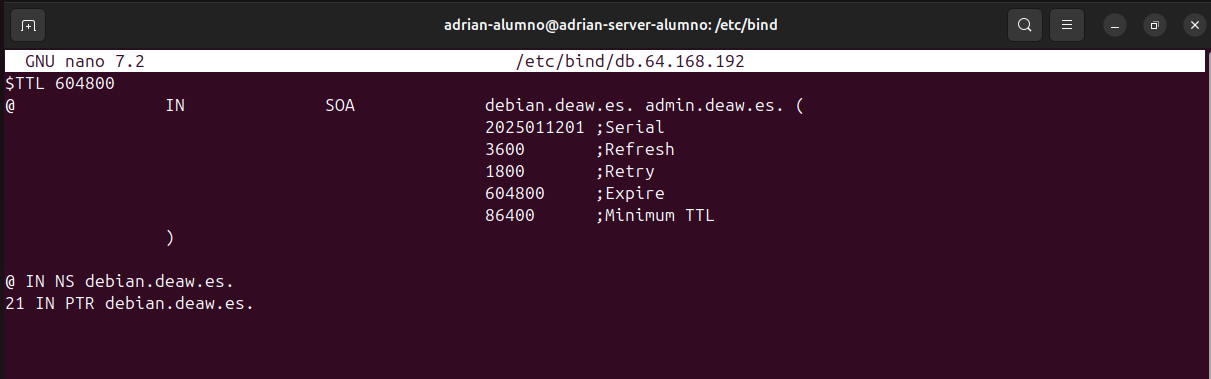 adrian-alumno@adrian-server-alumno: /etc/bind
GNU nano 7.2 /etc/bind/db.64.168.192
$TTL 604800
@ IN SOA debian.deaw.es. admin.deaw.es. (
2025011201 ;Serial
3600 ;Refresh
1800 ;Retry
604800 ;Expire
86400 ;Minimum TTL
)
@ IN NS debian.deaw.es.
21 IN PTR debian.deaw.es.